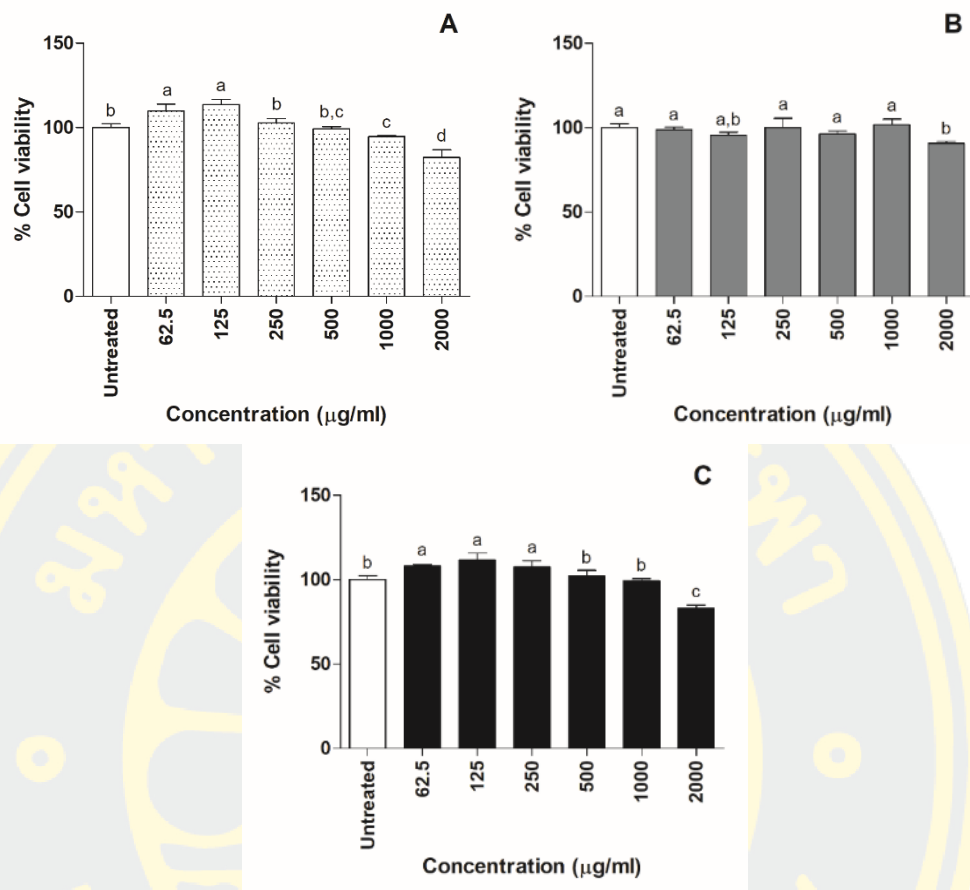 A
% Cell viability
150
100
50
0
b
a
a
b
b,c
c
d
Untreated
62.5
125
250
500
1000
2000
Concentration (μg/ml)
B
% Cell viability
150
100
50
0
a
a
a,b
a
a
a
b
Untreated
62.5
125
250
500
1000
2000
Concentration (μg/ml)
C
% Cell viability
150
100
50
0
b
a
a
a
b
b
c
Untreated
62.5
125
250
500
1000
2000
Concentration (μg/ml)